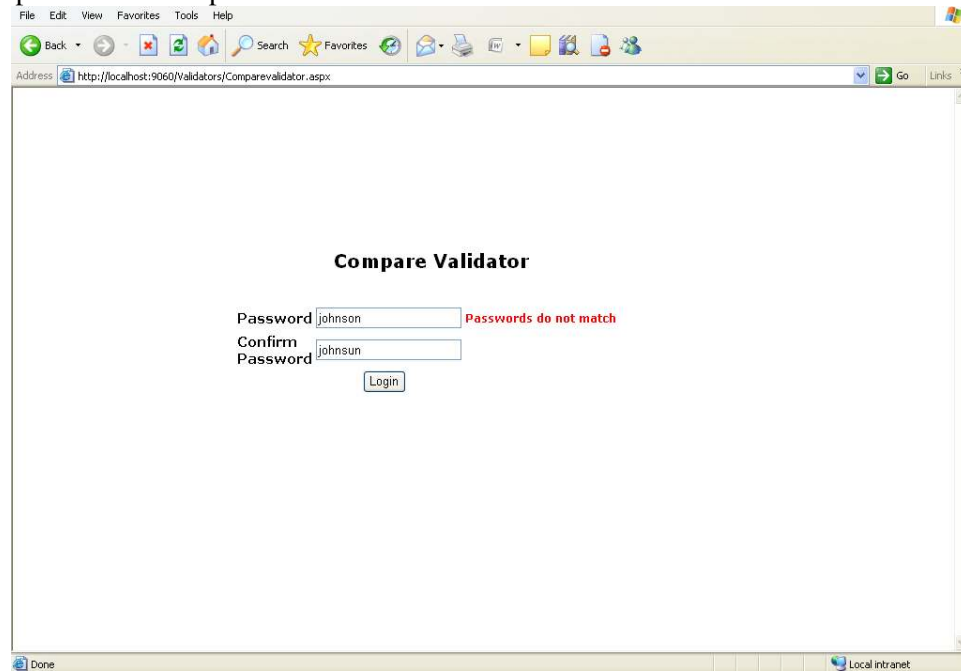 File Edit View Favorites Tools Help
Back Search Favorites
Address http://localhost:9060/Validators/Comparevalidator.aspx Go Links
Compare Validator
Password johnson Passwords do not match
Confirm
Password johnsun
Login
Done Local intranet